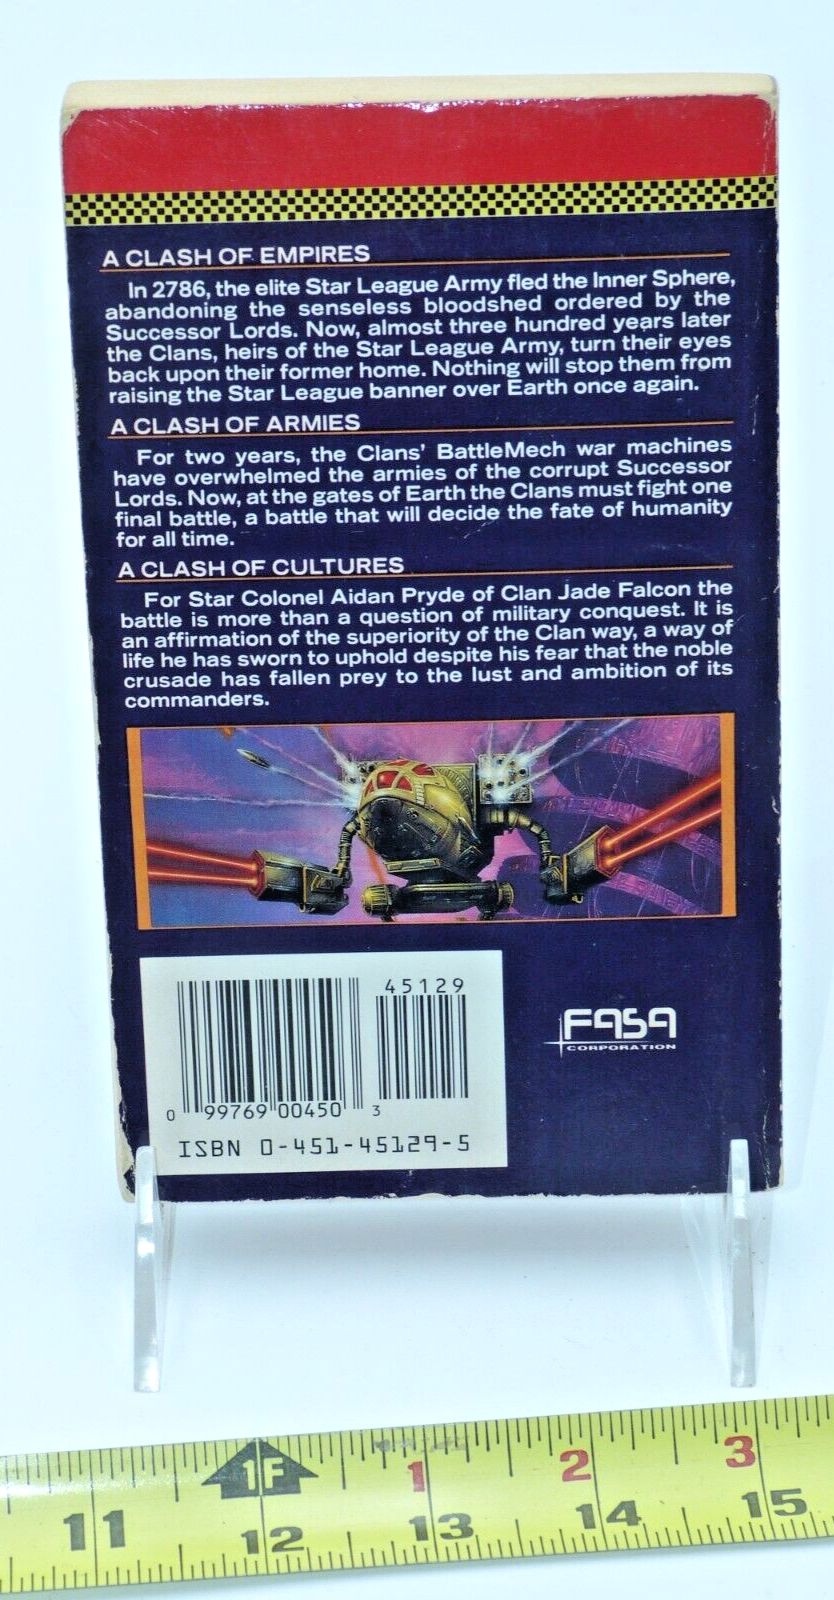 A CLASH OF EMPIRES
In 2786, the elite Star League Army fled the Inner Sphere,
abandoning the senseless bloodshed ordered by the
Successor Lords. Now, almost three hundred years later
the Clans, heirs of the Star League Army, turn their eyes
back upon their former home. Nothing will stop them from
raising the Star League banner over Earth once again.
A CLASH OF ARMIES
For two years, the Clans' BattleMech war machines
have overwhelmed the armies of the corrupt Successor
Lords. Now, at the gates of Earth the Clans must fight one
final battle, a battle that will decide the fate of humanity
for all time.
A CLASH OF CULTURES
For Star Colonel Aidan Pryde of Clan Jade Falcon the
battle is more than a question of military conquest. It is
an affirmation of the superiority of the Clan way, a way of
life he has sworn to uphold despite his fear that the noble
crusade has fallen prey to the lust and ambition of its
commanders.
45129
0 99769 00450 3
ISBN 0-451-45129-5
FASA
CORPORATION
1F 1 2 3
11 12 13 14 15